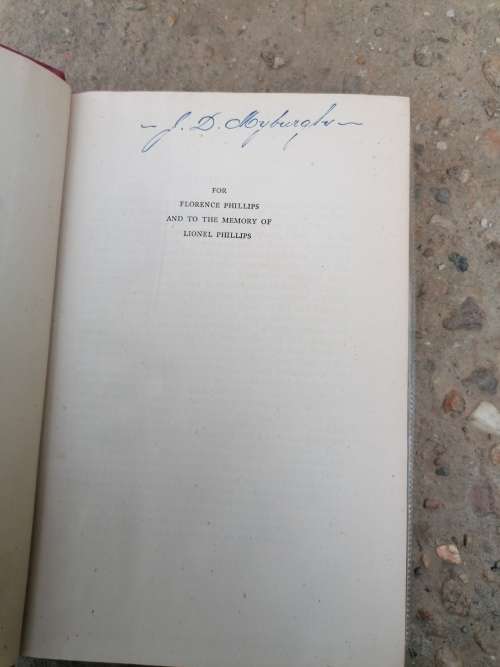 ~ J. D. Myburgh ~
FOR
FLORENCE PHILLIPS
AND TO THE MEMORY OF
LIONEL PHILLIPS